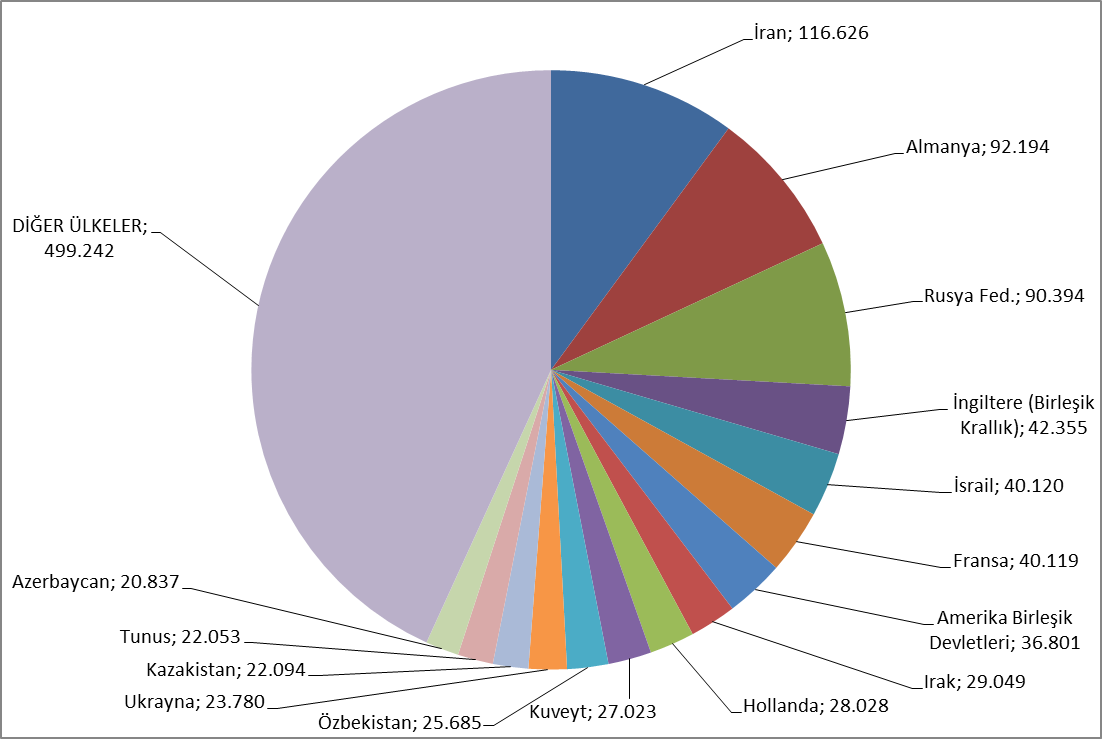 İran; 116.626
Almanya; 92.194
Rusya Fed.; 90.394
İngiltere (Birleşik
Krallık); 42.355
İsrail; 40.120
Fransa; 40.119
Amerika Birleşik
Devletleri; 36.801
Irak; 29.049
Hollanda; 28.028
Kuveyt; 27.023
Özbekistan; 25.685
Ukrayna; 23.780
Kazakistan; 22.094
Tunus; 22.053
Azerbaycan; 20.837
DİĞER ÜLKELER;
499.242